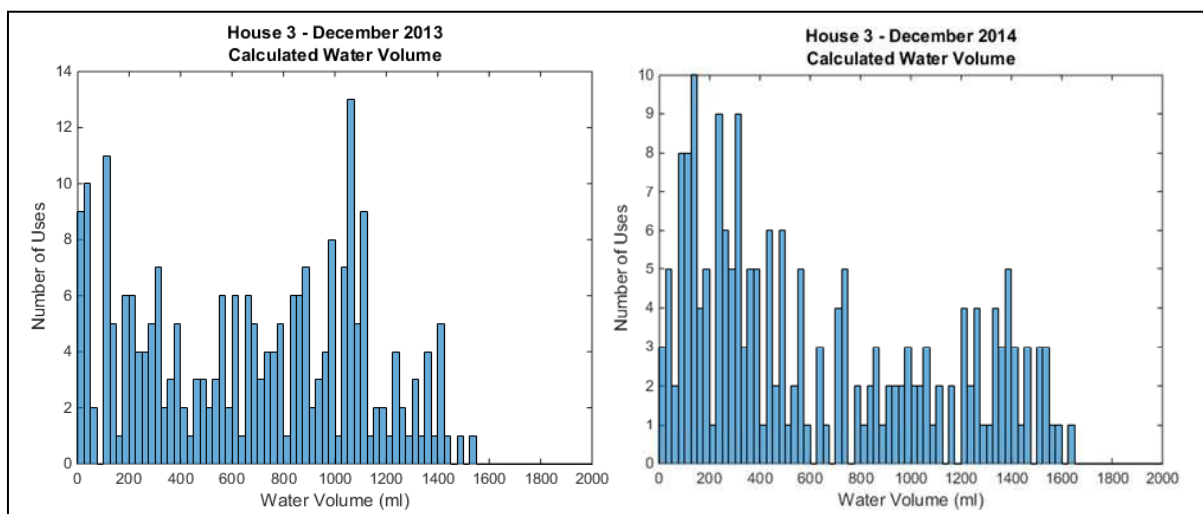 House 3 - December 2013
Calculated Water Volume
14
12
10
8
6
4
2
0
Number of Uses
0 200 400 600 800 1000 1200 1400 1600 1800 2000
Water Volume (ml)
House 3 - December 2014
Calculated Water Volume
10
9
8
7
6
5
4
3
2
1
0
Number of Uses
0 200 400 600 800 1000 1200 1400 1600 1800 2000
Water Volume (ml)